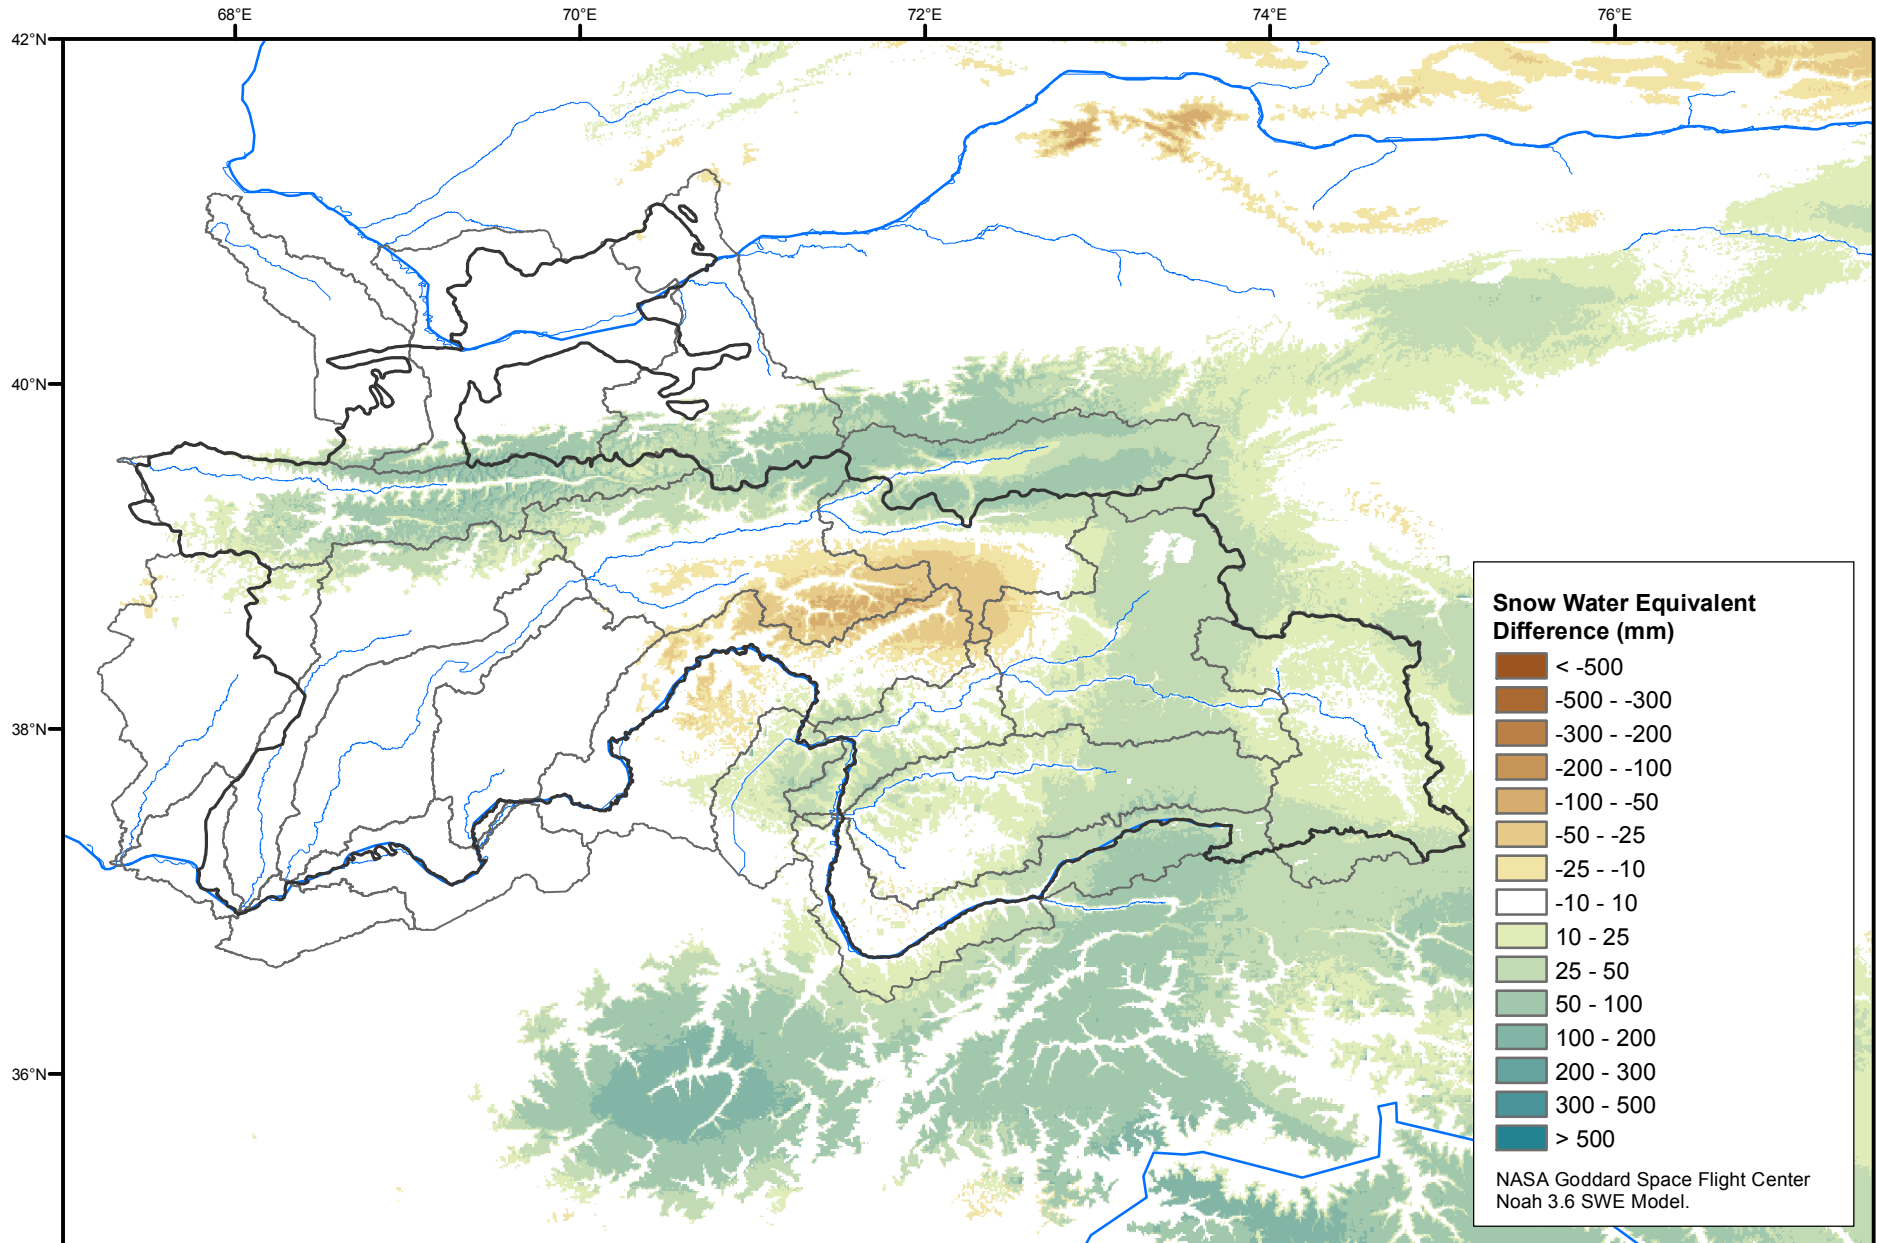 68°E
70°E
72°E
74°E
76°E
42°N
40°N
38°N
36°N
Snow Water Equivalent
Difference (mm)
< -500
-500 - -300
-300 - -200
-200 - -100
-100 - -50
-50 - -25
-25 - -10
-10 - 10
10 - 25
25 - 50
50 - 100
100 - 200
200 - 300
300 - 500
> 500
NASA Goddard Space Flight Center
Noah 3.6 SWE Model.